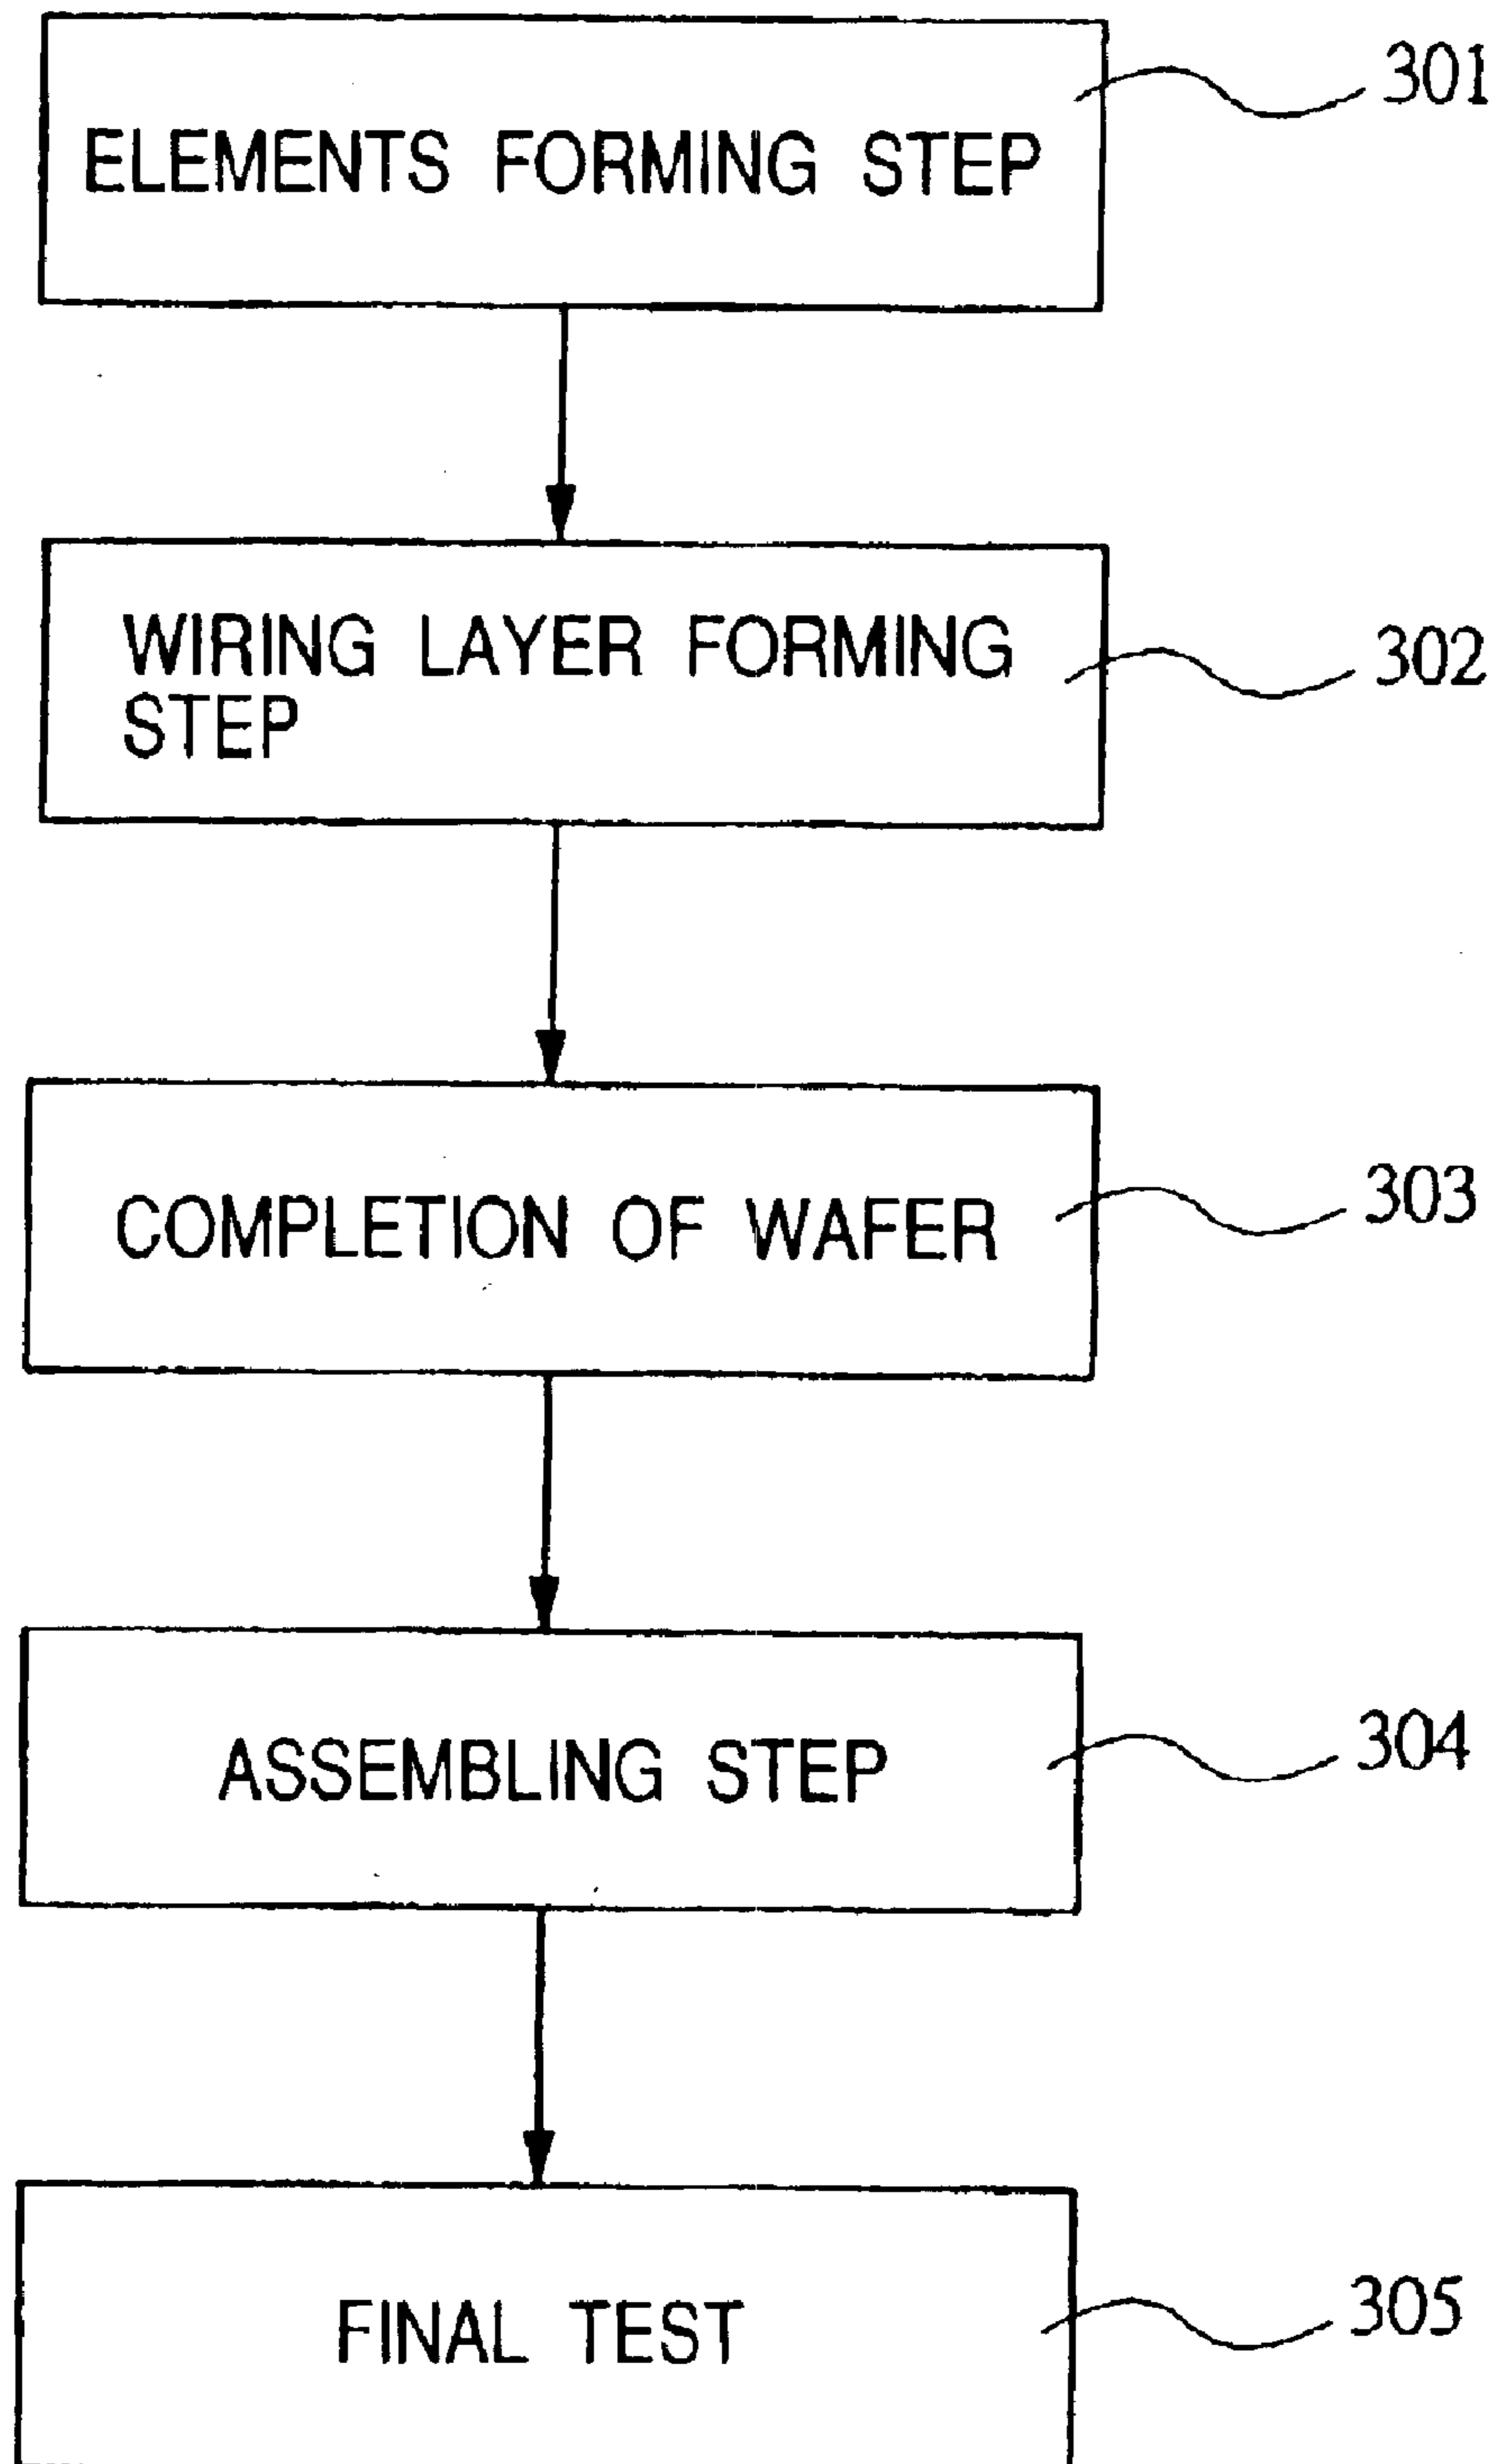 ELEMENTS FORMING STEP
301
WIRING LAYER FORMING
STEP
302
COMPLETION OF WAFER
303
ASSEMBLING STEP
304
FINAL TEST
305